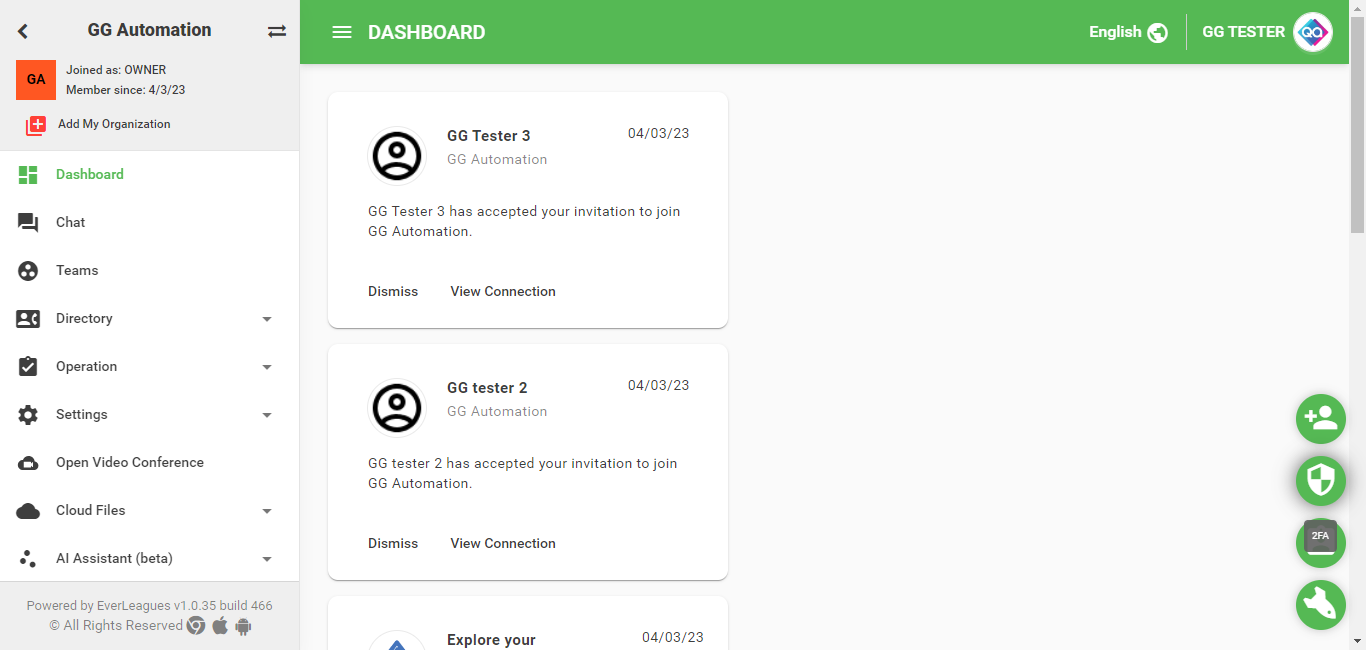 GG Automation
GA
Joined as: OWNER
Member since: 4/3/23
Add My Organization
Dashboard
Chat
Teams
Directory
Operation
Settings
Open Video Conference
Cloud Files
AI Assistant (beta)
Powered by EverLeagues v1.0.35 build 466
© All Rights Reserved
DASHBOARD
English
GG TESTER
QA
GG Tester 3
04/03/23
GG Automation
GG Tester 3 has accepted your invitation to join
GG Automation.
Dismiss View Connection
GG tester 2
04/03/23
GG Automation
GG tester 2 has accepted your invitation to join
GG Automation.
Dismiss View Connection
Explore your
04/03/23
2FA